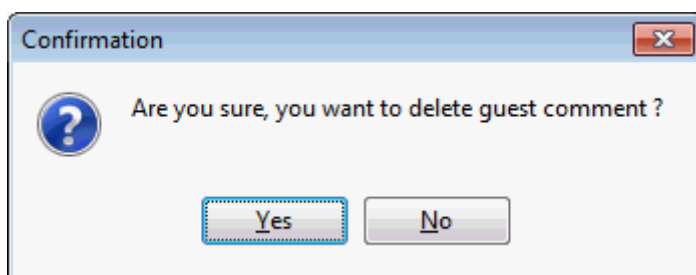 Confirmation
Are you sure, you want to delete guest comment ?
Yes No